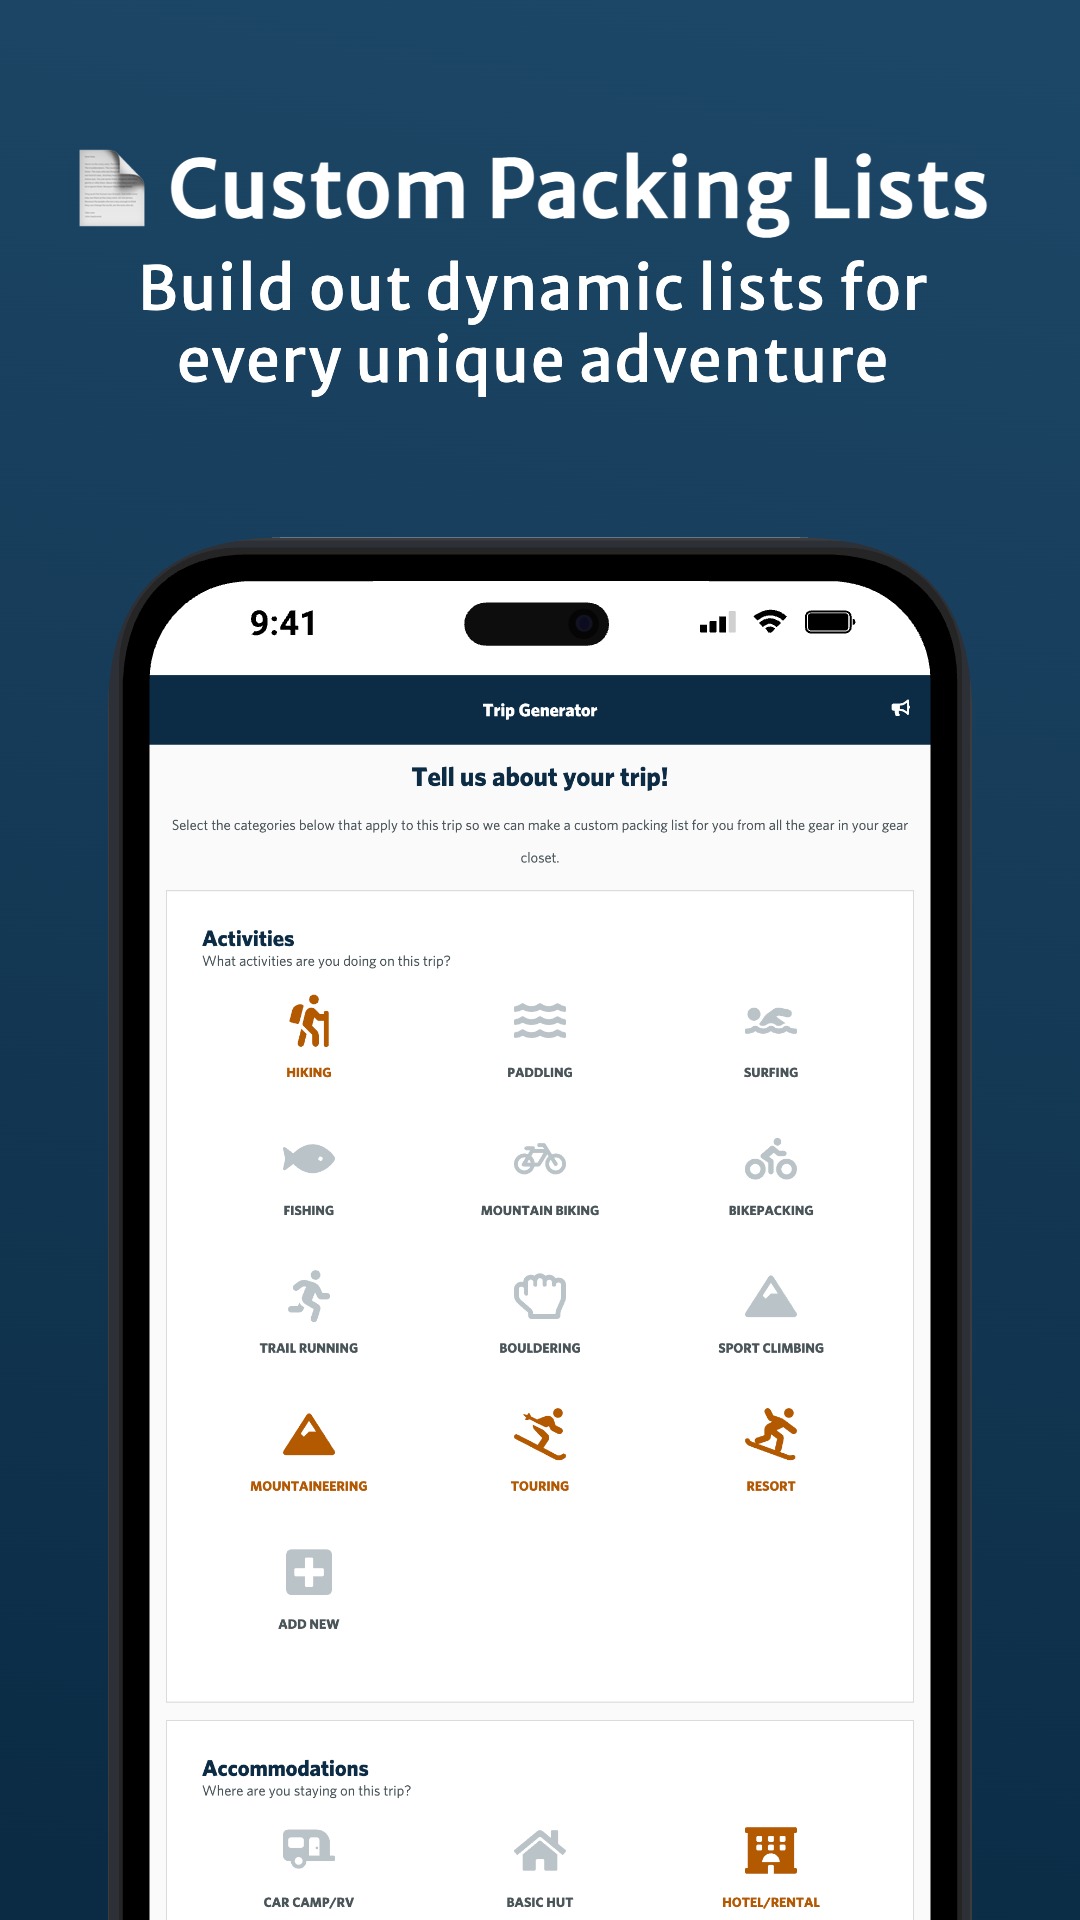 Custom Packing Lists
Build out dynamic lists for
every unique adventure
9:41
Trip Generator
Tell us about your trip!
Select the categories below that apply to this trip so we can make a custom packing list for you from all the gear in your gear
closet.
Activities
What activities are you doing on this trip?
HIKING
PADDLING
SURFING
FISHING
MOUNTAIN BIKING
BIKEPACKING
TRAIL RUNNING
BOULDERING
SPORT CLIMBING
MOUNTAINEERING
TOURING
RESORT
ADD NEW
Accommodations
Where are you staying on this trip?
CAR CAMP/RV
BASIC HUT
HOTEL/RENTAL